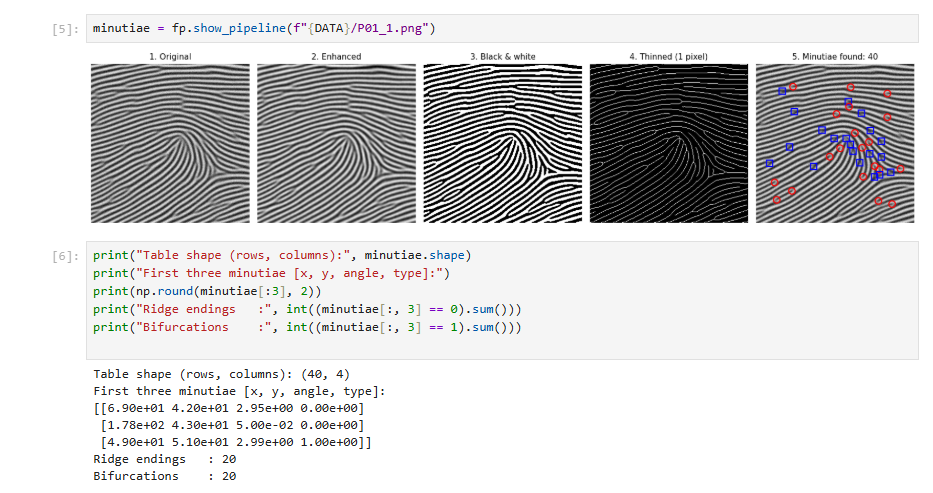 [5]: minutiae = fp.show_pipeline(f"{DATA}/P01_1.png")
1. Original 2. Enhanced 3. Black & white 4. Thinned (1 pixel) 5. Minutiae found: 40
[6]: print("Table shape (rows, columns):", minutiae.shape)
print("First three minutiae [x, y, angle, type]:")
print(np.round(minutiae[:3], 2))
print("Ridge endings   :", int((minutiae[:, 3] == 0).sum()))
print("Bifurcations    :", int((minutiae[:, 3] == 1).sum()))
Table shape (rows, columns): (40, 4)
First three minutiae [x, y, angle, type]:
[[6.90e+01 4.20e+01 2.95e+00 0.00e+00]
 [1.78e+02 4.30e+01 5.00e-02 0.00e+00]
 [4.90e+01 5.10e+01 2.99e+00 1.00e+00]]
Ridge endings   : 20
Bifurcations    : 20